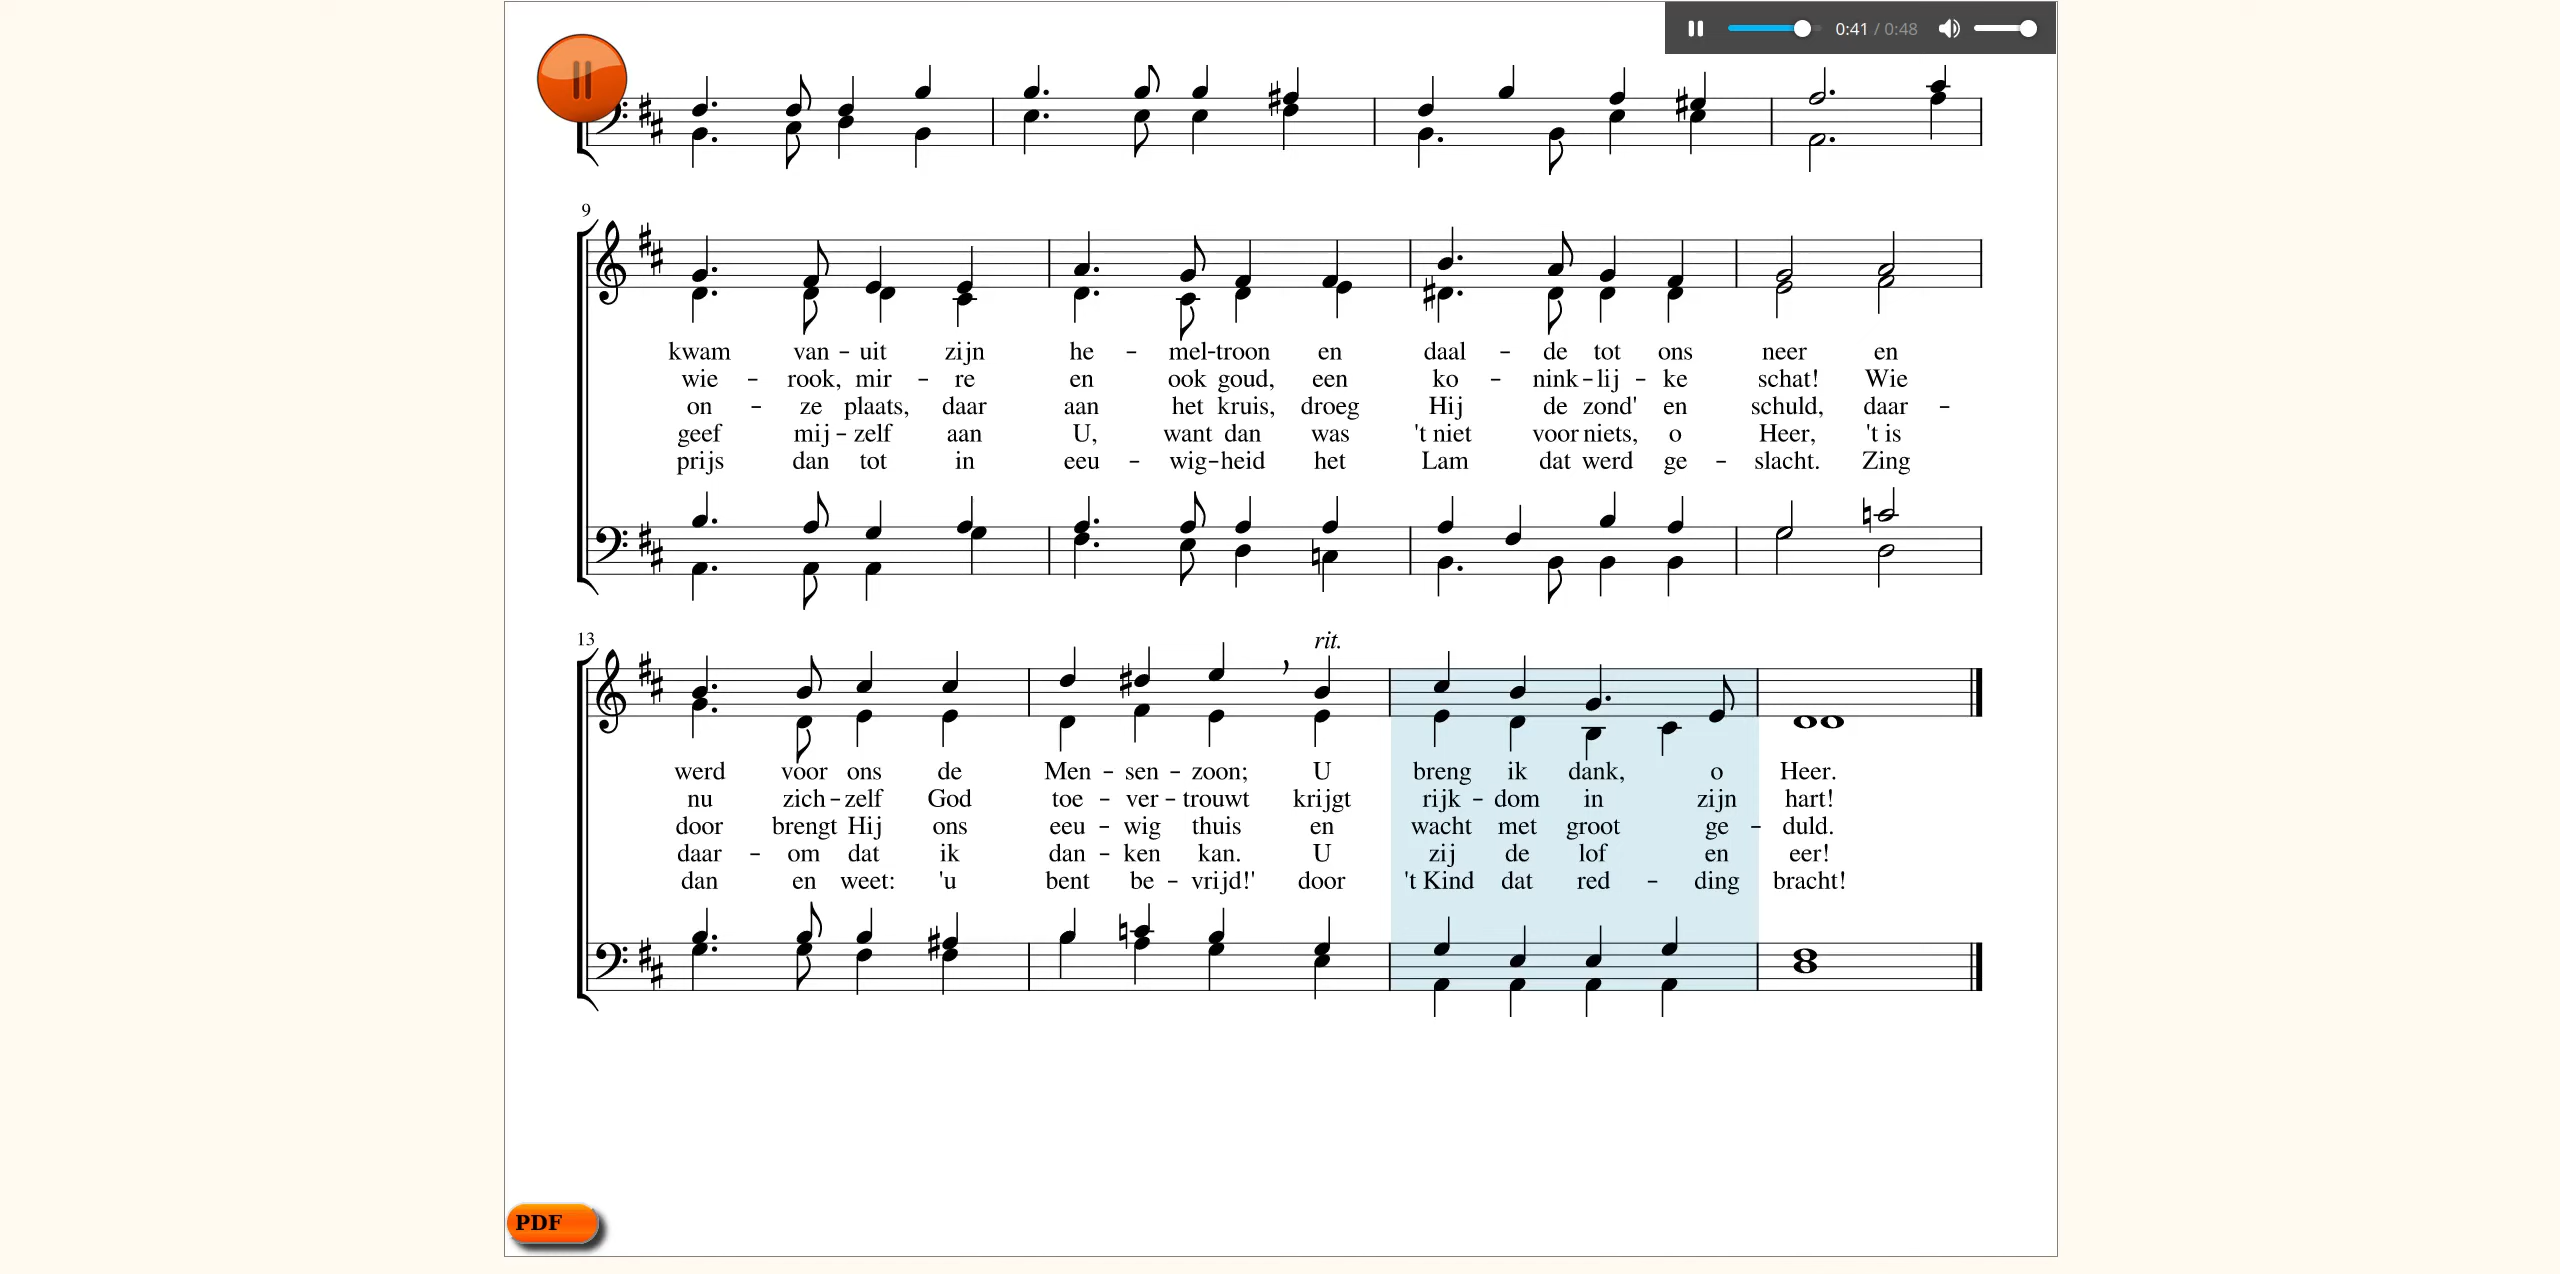 0:41 / 0:48
9
kwam van – uit zijn he – mel-troon en daal – de tot ons neer en
wie – rook, mir – re en ook goud, een ko – nink – lij – ke schat! Wie
on – ze plaats, daar aan het kruis, droeg Hij de zond' en schuld, daar –
geef mij – zelf aan U, want dan was 't niet voor niets, o Heer, 't is
prijs dan tot in eeu – wig – heid het Lam dat werd ge – slacht. Zing
13
rit.
werd voor ons de Men – sen – zoon; U breng ik dank, o Heer.
nu zich – zelf God toe – ver – trouwt krijgt rijk – dom in zijn hart!
door brengt Hij ons eeu – wig thuis en wacht met groot ge – duld.
daar – om dat ik dan – ken kan. U zij de lof en eer!
dan en weet: 'u bent be – vrijd!' door 't Kind dat red – ding bracht!
PDF